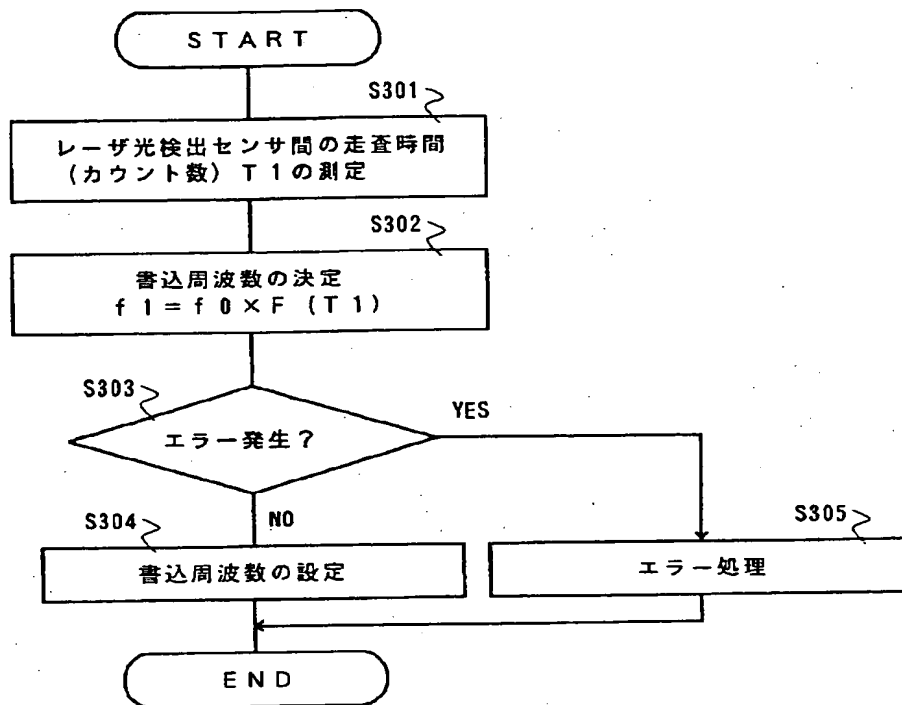 START
S301
レーザ光検出センサ間の走査時間
(カウント数) T1の測定
S302
書込周波数の決定
f1=f0×F (T1)
S303
エラー発生?
YES
NO
S304
書込周波数の設定
S305
エラー処理
END